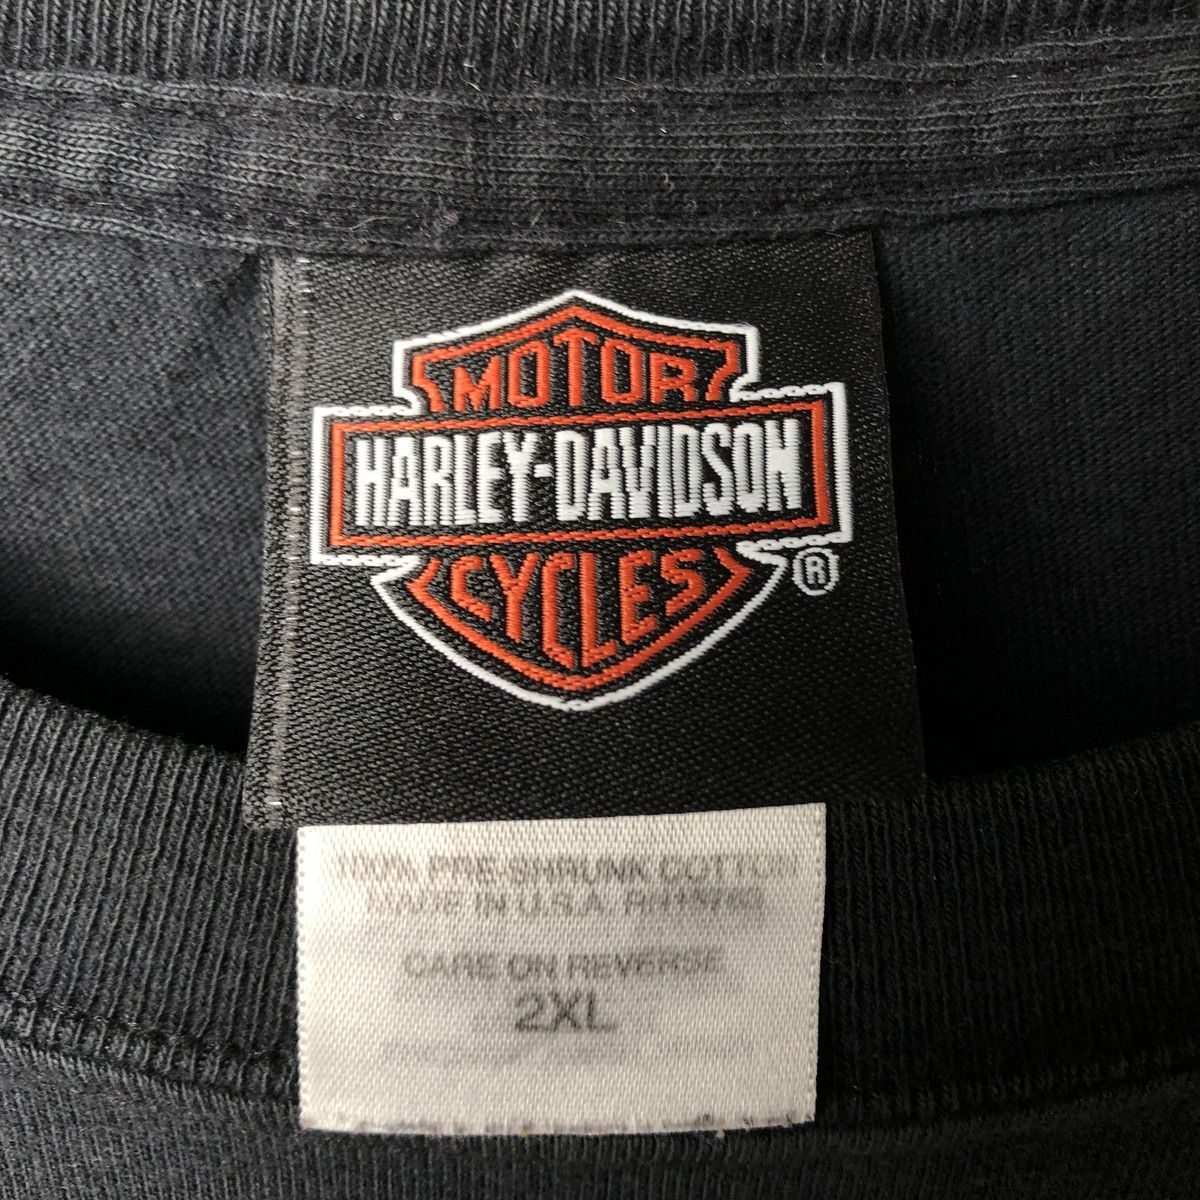 MOTOR
HARLEY-DAVIDSON
CYCLES
®
100% PRE-SHRUNK COTTON
MADE IN U.S.A.
CARE ON REVERSE
2XL